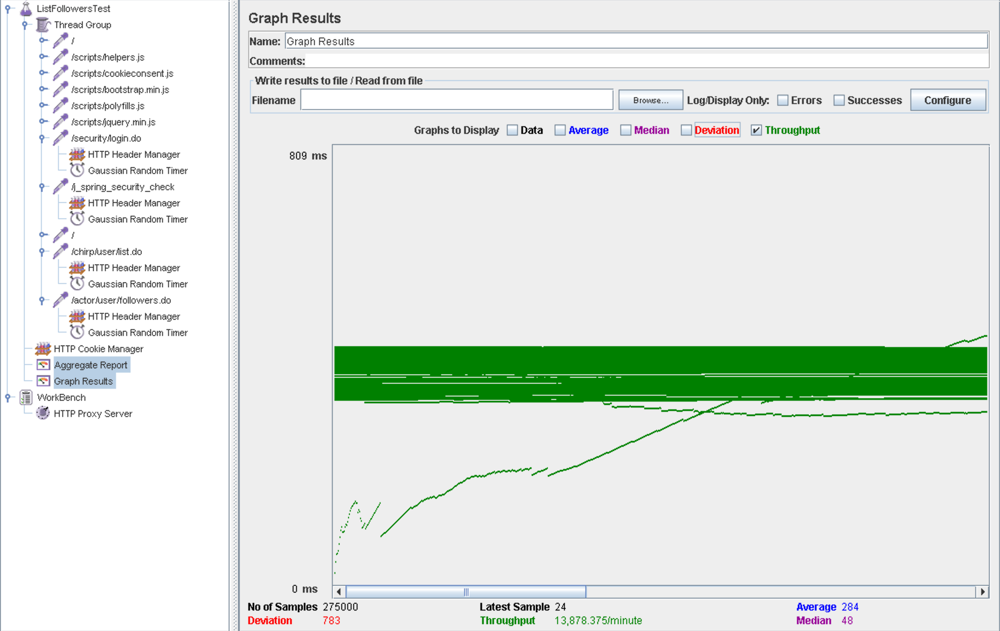 ListFollowersTest
Thread Group
/
/scripts/helpers.js
/scripts/cookieconsent.js
/scripts/bootstrap.min.js
/scripts/polyfills.js
/scripts/jquery.min.js
/security/login.do
HTTP Header Manager
Gaussian Random Timer
/j_spring_security_check
HTTP Header Manager
Gaussian Random Timer
/
/chirp/user/list.do
HTTP Header Manager
Gaussian Random Timer
/actor/user/followers.do
HTTP Header Manager
Gaussian Random Timer
HTTP Cookie Manager
Aggregate Report
Graph Results
WorkBench
HTTP Proxy Server
Graph Results
Name: Graph Results
Comments:
Write results to file / Read from file
Filename Browse... Log/Display Only: Errors Successes Configure
Graphs to Display Data Average Median Deviation Throughput
809 ms
0 ms
No of Samples 275000 Latest Sample 24 Average 284
Deviation 783 Throughput 13,878.375/minute Median 48